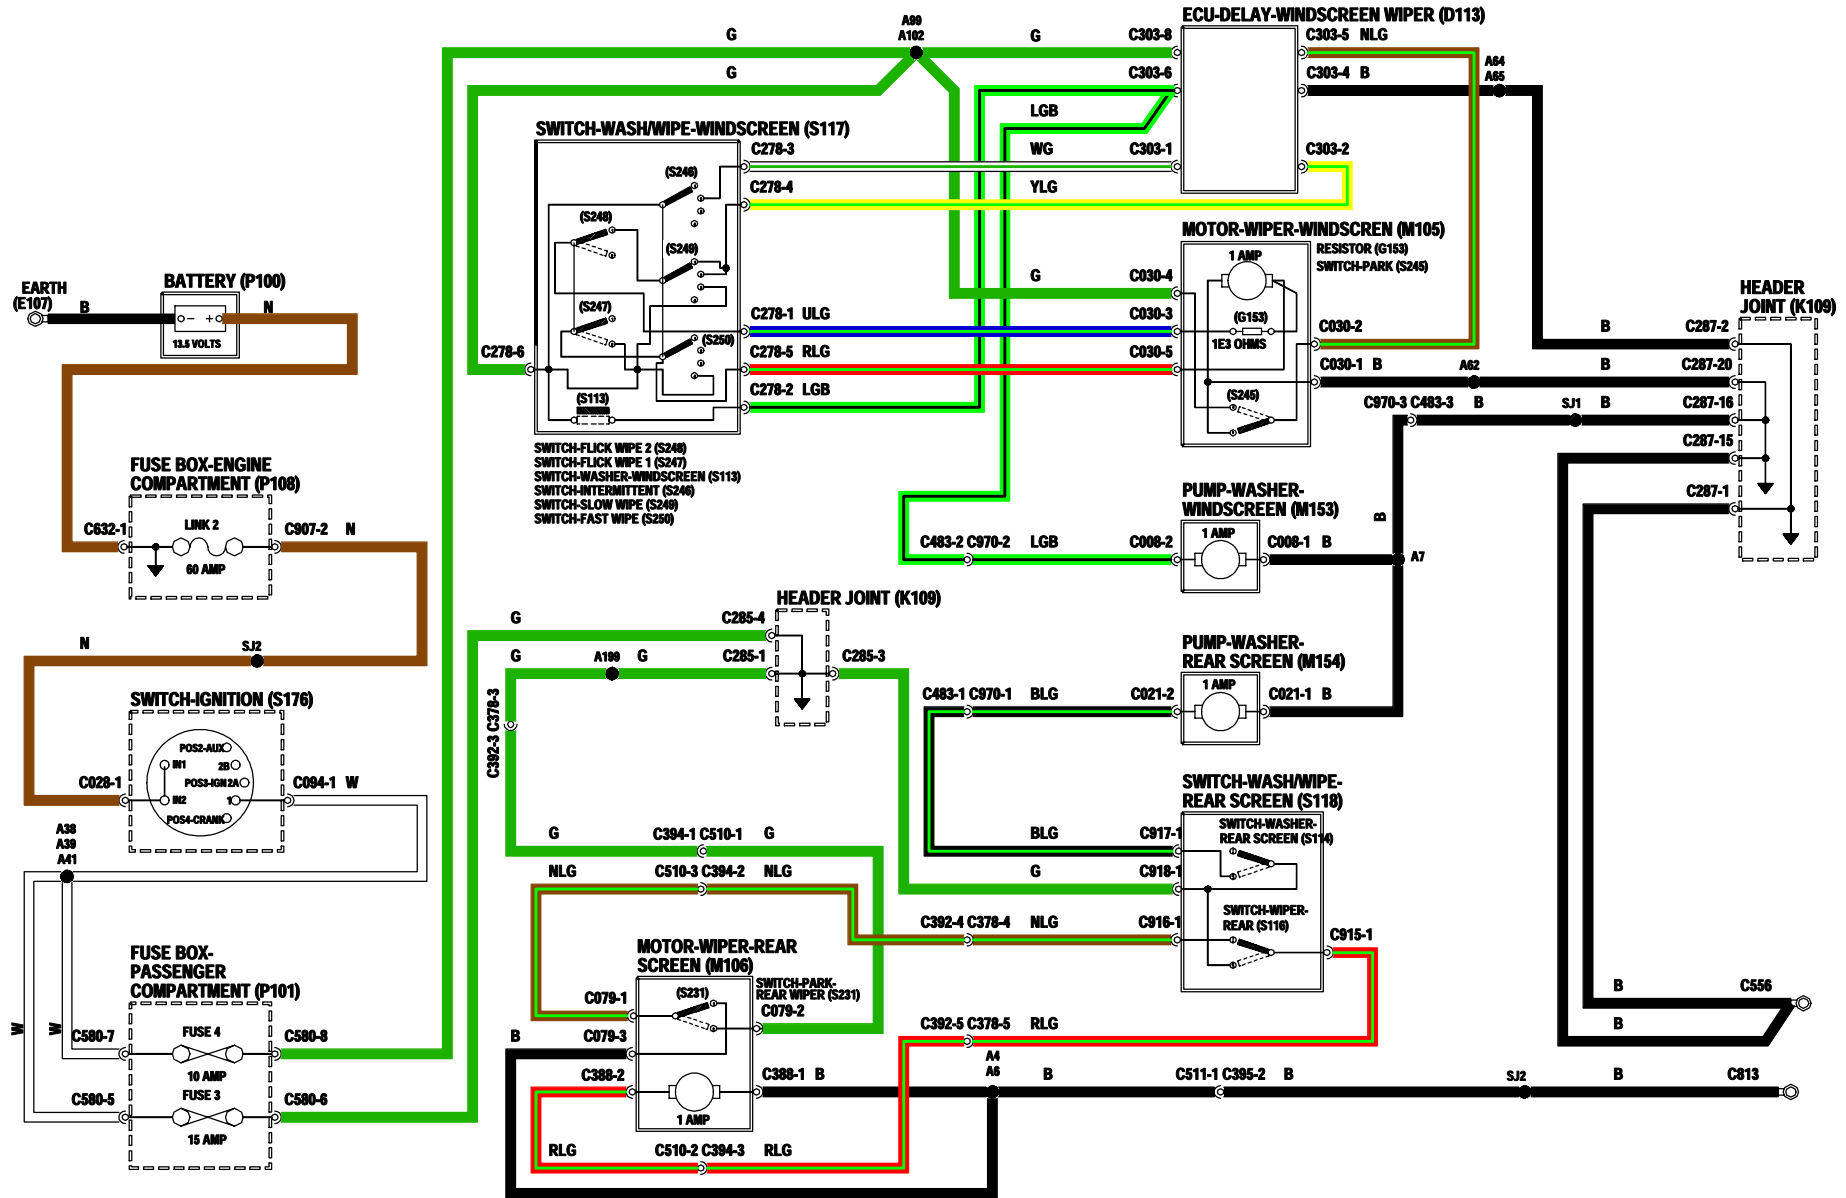 ECU-DELAY-WINDSCREEN WIPER (D113)
A99
A102
G
G
C303-8
C303-5 NLG
G
C303-6
C303-4 B
A64
A65
LGB
SWITCH-WASH/WIPE-WINDSCREEN (S117)
C278-3
WG
C303-1
C303-2
(S246)
C278-4
YLG
(S248)
(S249)
MOTOR-WIPER-WINDSCREN (M105)
1 AMP
RESISTOR (G153)
SWITCH-PARK (S245)
G
C030-4
EARTH
(E107)
B
BATTERY (P100)
N
− +
13.5 VOLTS
HEADER
JOINT (K109)
(S247)
C278-1 ULG
C030-3
(G153)
1E3 OHMS
C030-2
B
C287-2
C278-6
(S250)
C278-5 RLG
C030-5
C030-1 B
A62
B
C287-20
(S113)
C278-2 LGB
(S245)
C970-3 C483-3 B
SJ1
B
C287-16
C287-15
SWITCH-FLICK WIPE 2 (S248)
SWITCH-FLICK WIPE 1 (S247)
SWITCH-WASHER-WINDSCREEN (S113)
SWITCH-INTERMITTENT (S246)
SWITCH-SLOW WIPE (S249)
SWITCH-FAST WIPE (S250)
FUSE BOX-ENGINE
COMPARTMENT (P108)
C632-1
LINK 2
60 AMP
C907-2 N
PUMP-WASHER-
WINDSCREEN (M153)
1 AMP
C287-1
B
C483-2 C970-2 LGB
C008-2
C008-1 B
A7
HEADER JOINT (K109)
G
C285-4
N
SJ2
G
A199
G
C285-1
C285-3
PUMP-WASHER-
REAR SCREEN (M154)
1 AMP
C392-3 C378-3
C483-1 C970-1 BLG
C021-2
C021-1 B
SWITCH-IGNITION (S176)
POS2-AUX
IN1
2B
POS3-IGN 2A
IN2
1
POS4-CRANK
C028-1
C094-1 W
SWITCH-WASH/WIPE-
REAR SCREEN (S118)
SWITCH-WASHER-
REAR SCREEN (S114)
A38
A39
A41
G
C394-1 C510-1 G
BLG
C917-1
NLG
C510-3 C394-2 NLG
G
C918-1
SWITCH-WIPER-
REAR (S116)
C392-4 C378-4 NLG
C916-1
C915-1
FUSE BOX-
PASSENGER
COMPARTMENT (P101)
MOTOR-WIPER-REAR
SCREEN (M106)
SWITCH-PARK-
REAR WIPER (S231)
(S231)
C079-1
C079-2
B
C556
W
W
C580-7
FUSE 4
10 AMP
C580-8
B
C079-3
C392-5 C378-5 RLG
B
C388-2
1 AMP
C388-1 B
A4
A6
B
C511-1 C395-2 B
SJ2
B
C813
C580-5
FUSE 3
15 AMP
C580-6
RLG
C510-2 C394-3 RLG